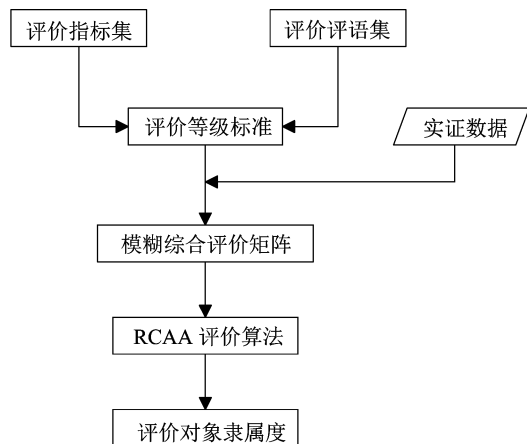 评价指标集
评价评语集
评价等级标准
实证数据
模糊综合评价矩阵
RCAA 评价算法
评价对象隶属度